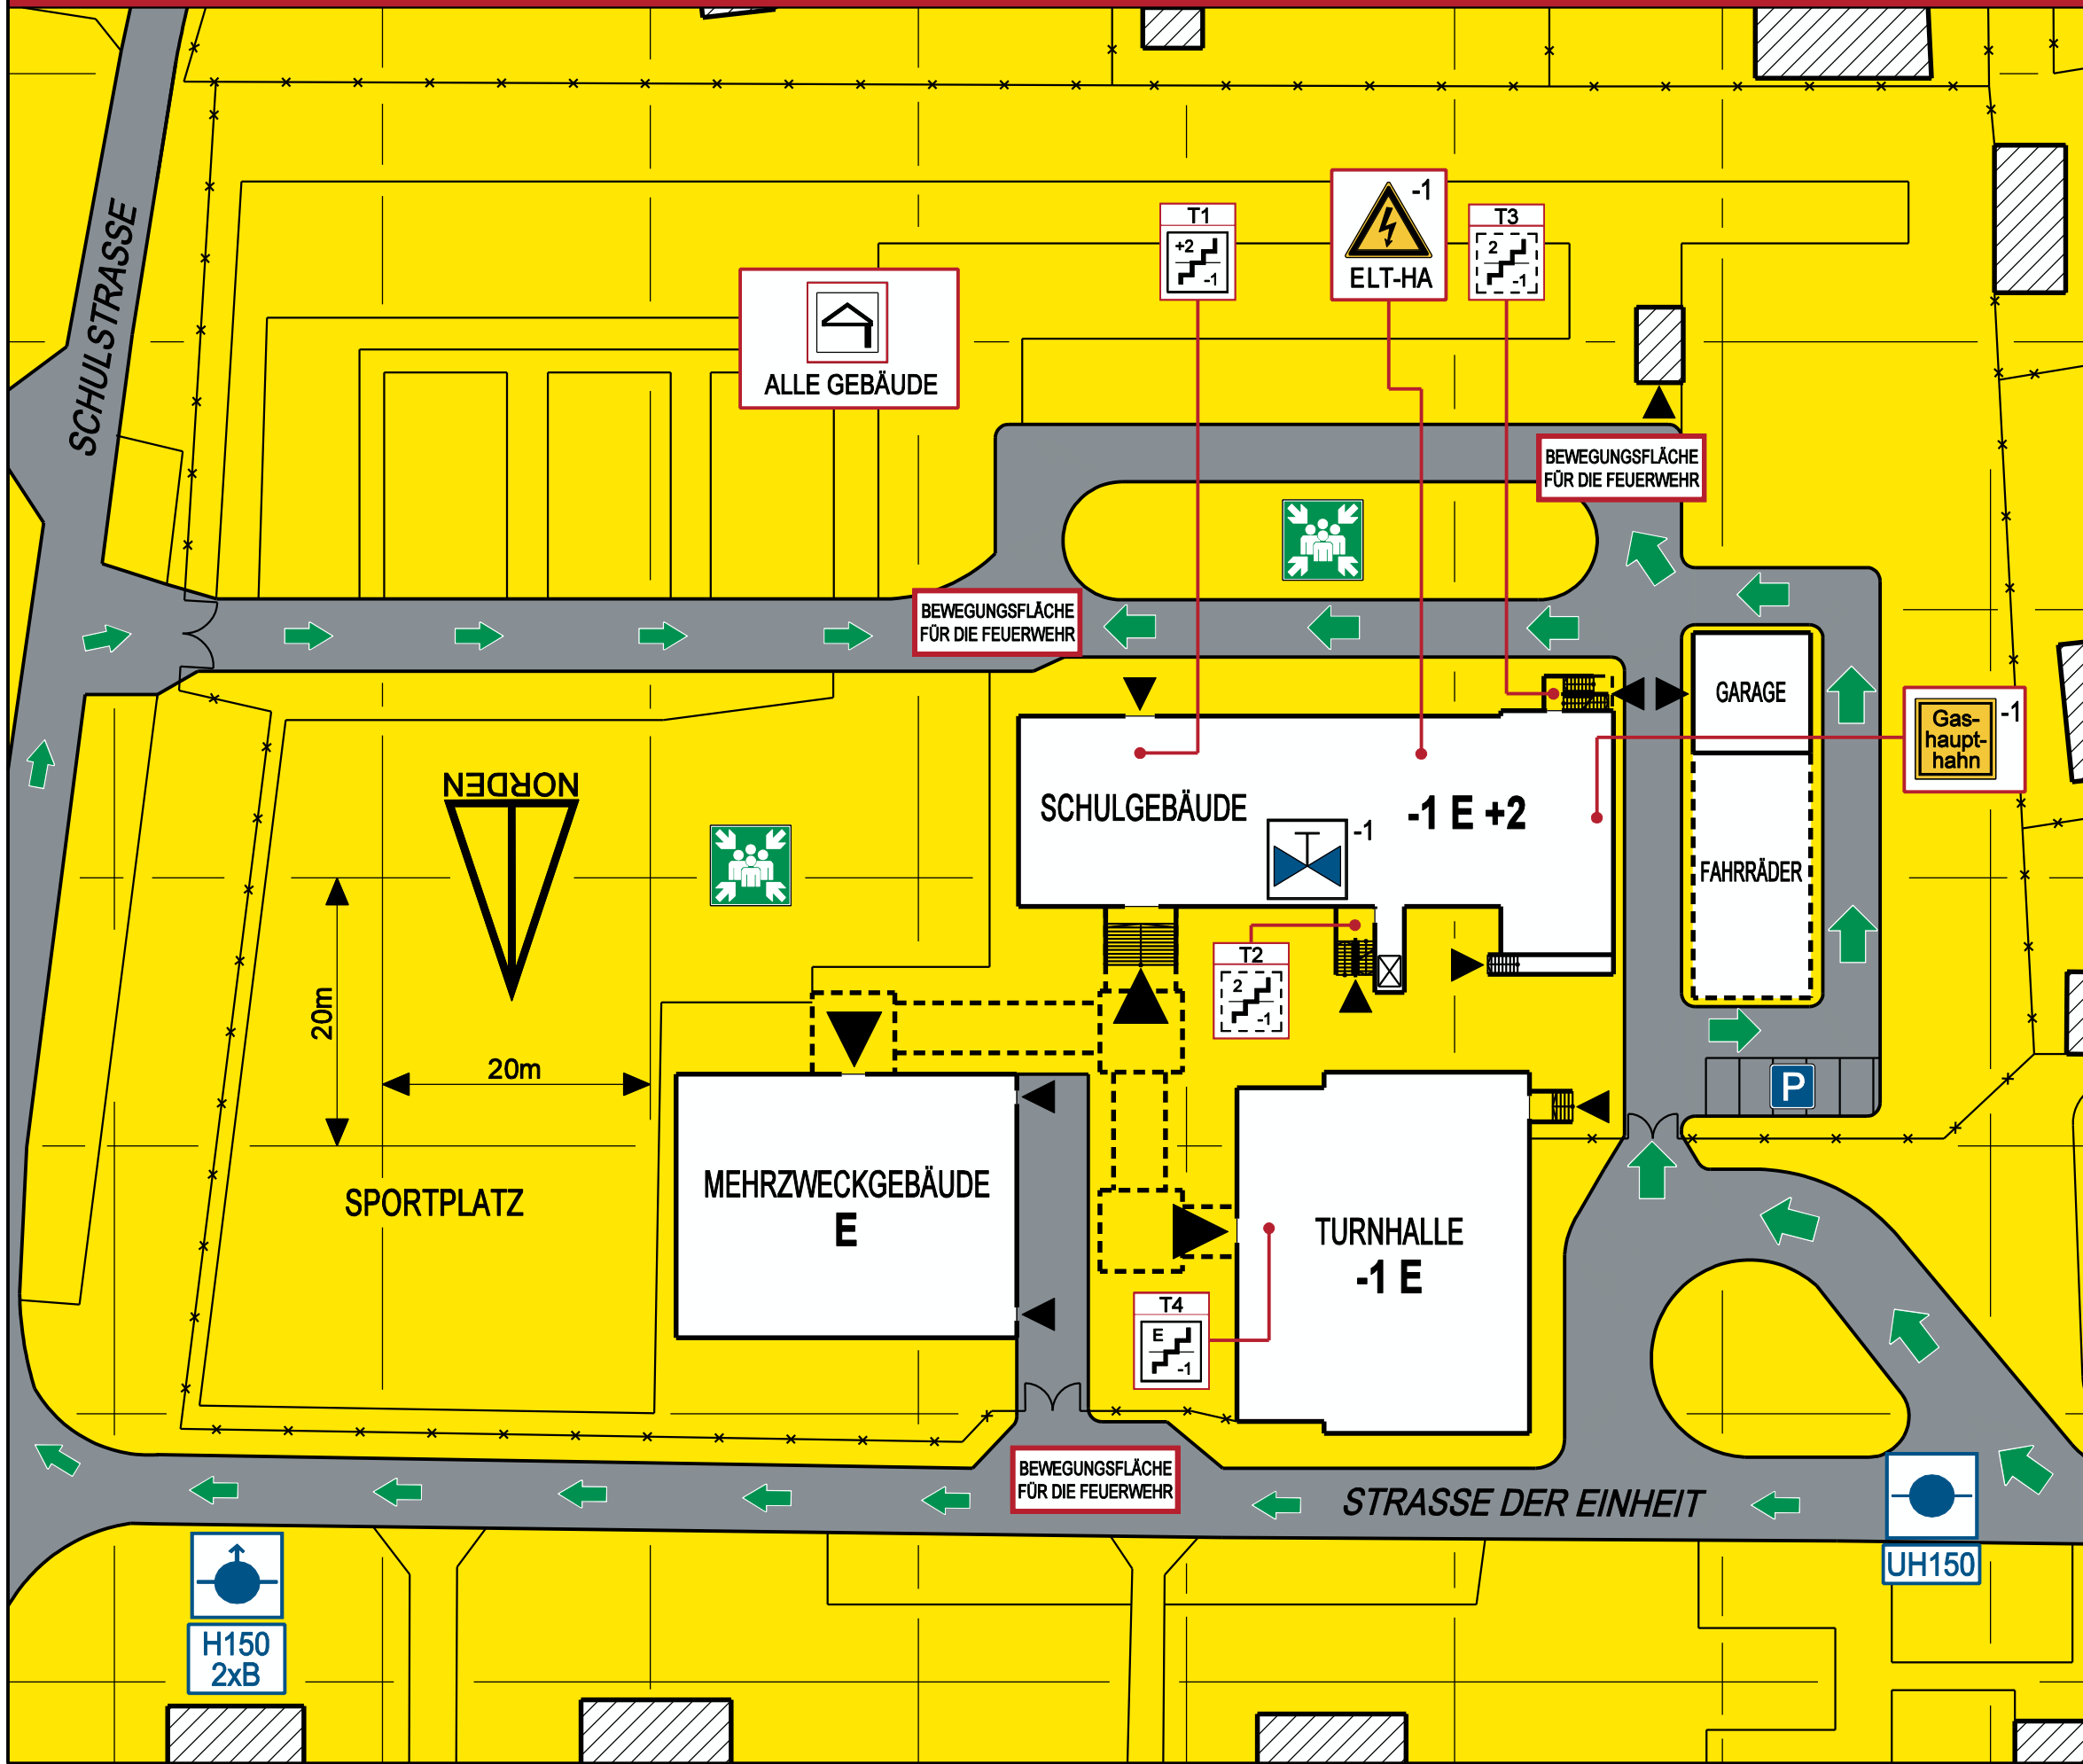 SCHULSTRASSE
T1
+2
-1
-1
ELT-HA
T3
2
-1
ALLE GEBÄUDE
BEWEGUNGSFLÄCHE
FÜR DIE FEUERWEHR
BEWEGUNGSFLÄCHE
FÜR DIE FEUERWEHR
GARAGE
Gas-
haupt-
hahn
-1
NORDEN
SCHULGEBÄUDE
-1 E +2
-1
FAHRRÄDER
T2
2
-1
20m
20m
P
MEHRZWECKGEBÄUDE
E
SPORTPLATZ
TURNHALLE
-1 E
T4
E
-1
BEWEGUNGSFLÄCHE
FÜR DIE FEUERWEHR
STRASSE DER EINHEIT
UH150
H150
2xB